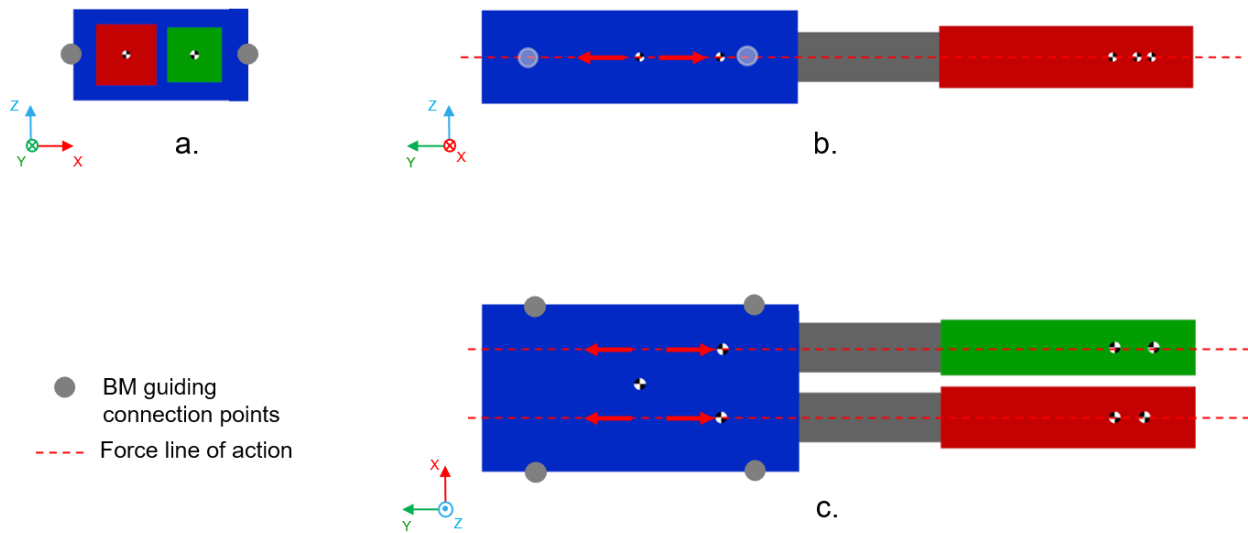 Z
Y
X
a.
Z
Y
X
b.
BM guiding
connection points
Force line of action
X
Y
Z
c.